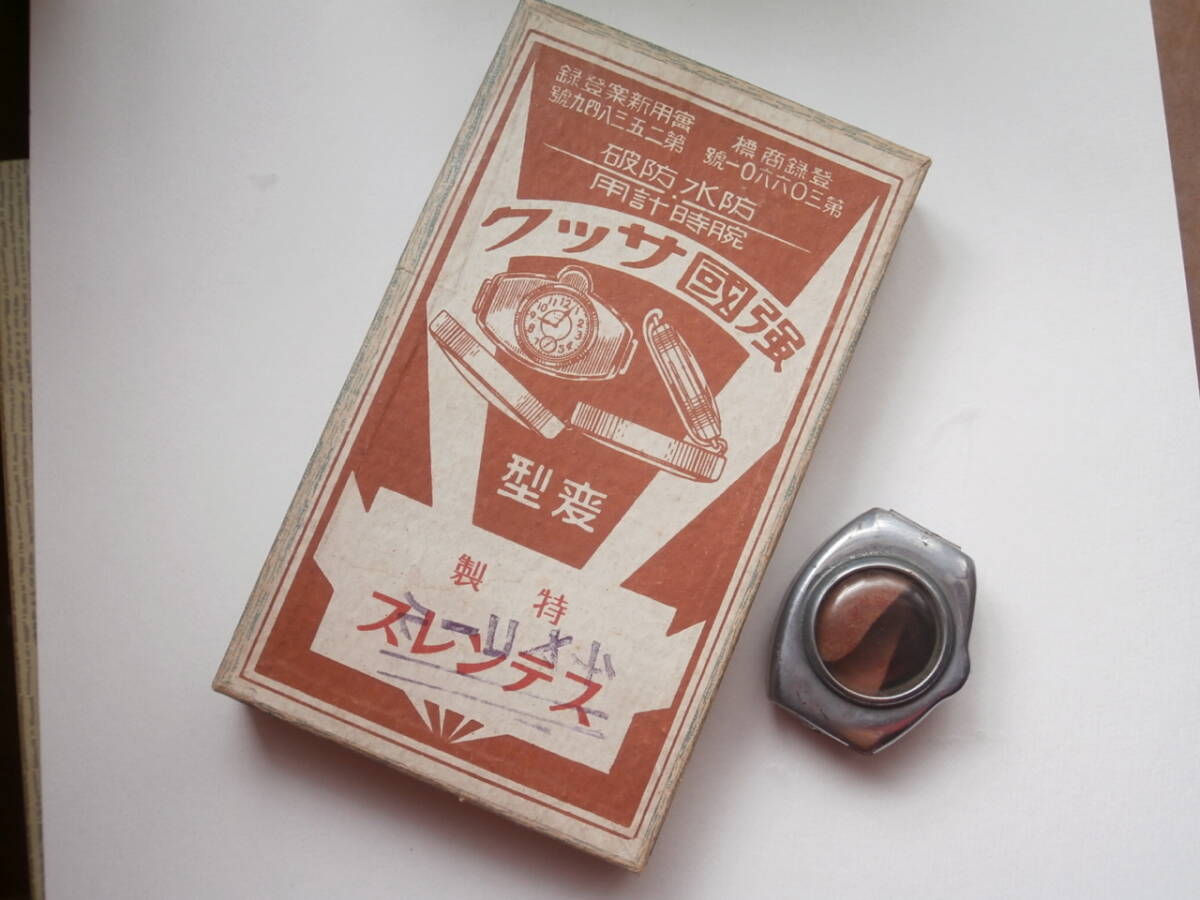 登録商標
第三〇六六〇一號
實用新案登録
第二五三八四九號
防水・防破
腕時計用
强國サック
変型
特製
ステンレス